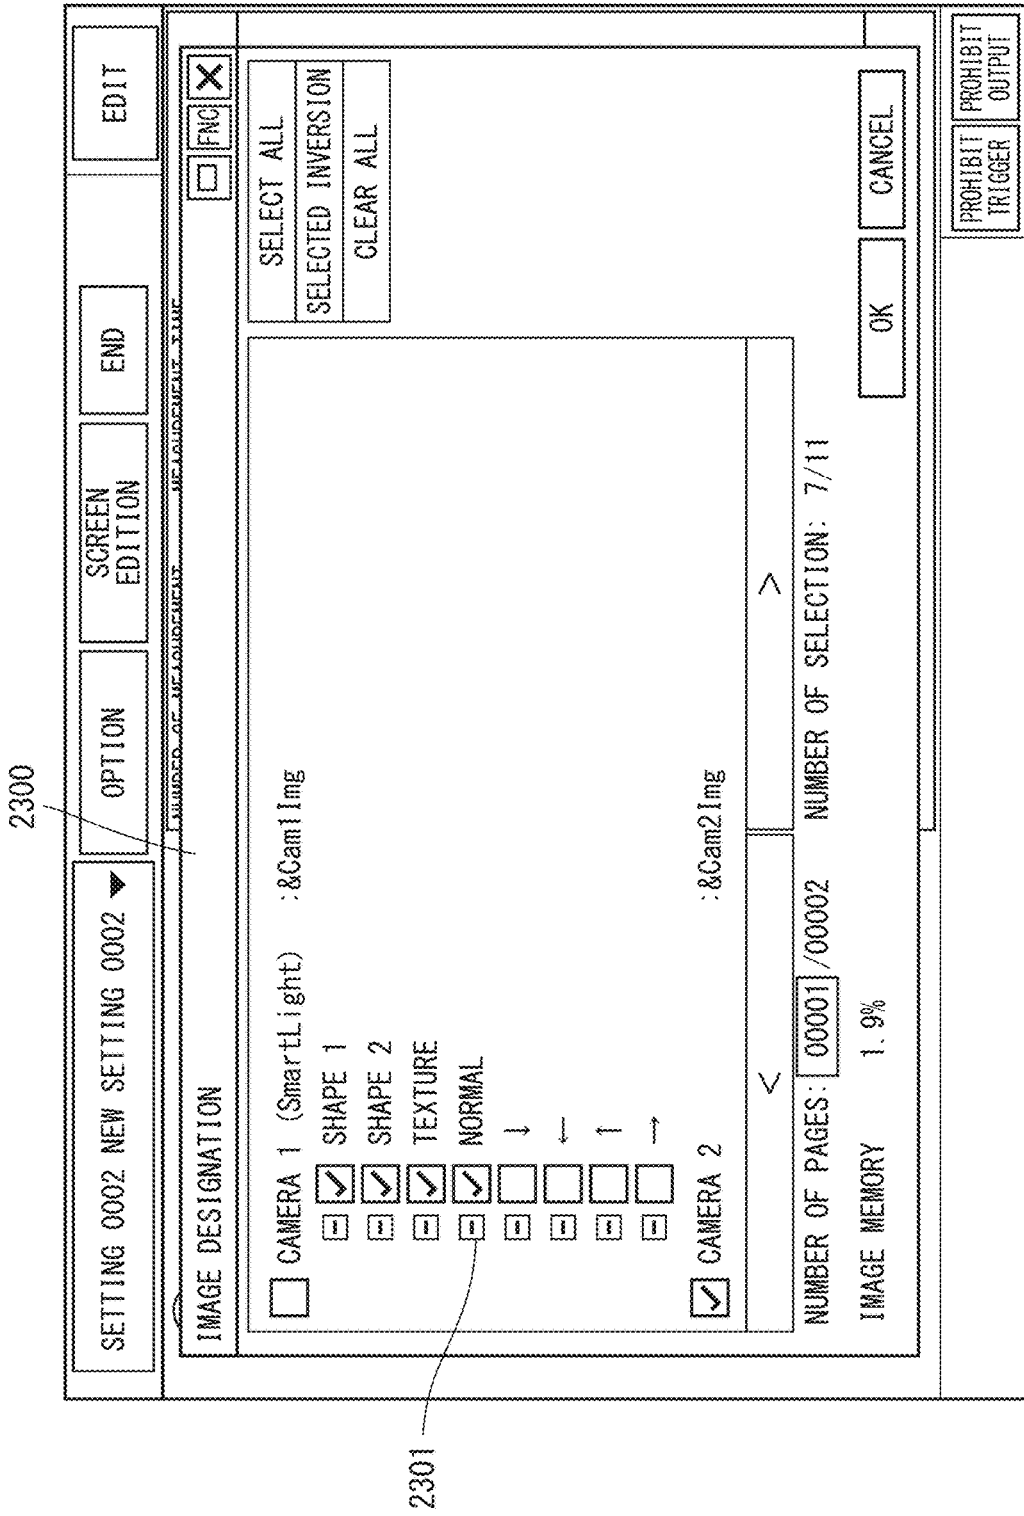 2300
SETTING 0002 NEW SETTING 0002 ▼
OPTION
SCREEN
EDITION
END
EDIT
IMAGE DESIGNATION
FNC
CAMERA 1 (SmartLight) :&Cam1Img
SHAPE 1
SHAPE 2
TEXTURE
NORMAL
↓
←
↑
→
CAMERA 2 :&Cam2Img
SELECT ALL
SELECTED INVERSION
CLEAR ALL
< >
NUMBER OF PAGES: 00001 /00002 NUMBER OF SELECTION: 7/11
IMAGE MEMORY 1.9%
OK
CANCEL
PROHIBIT
TRIGGER
PROHIBIT
OUTPUT
2301